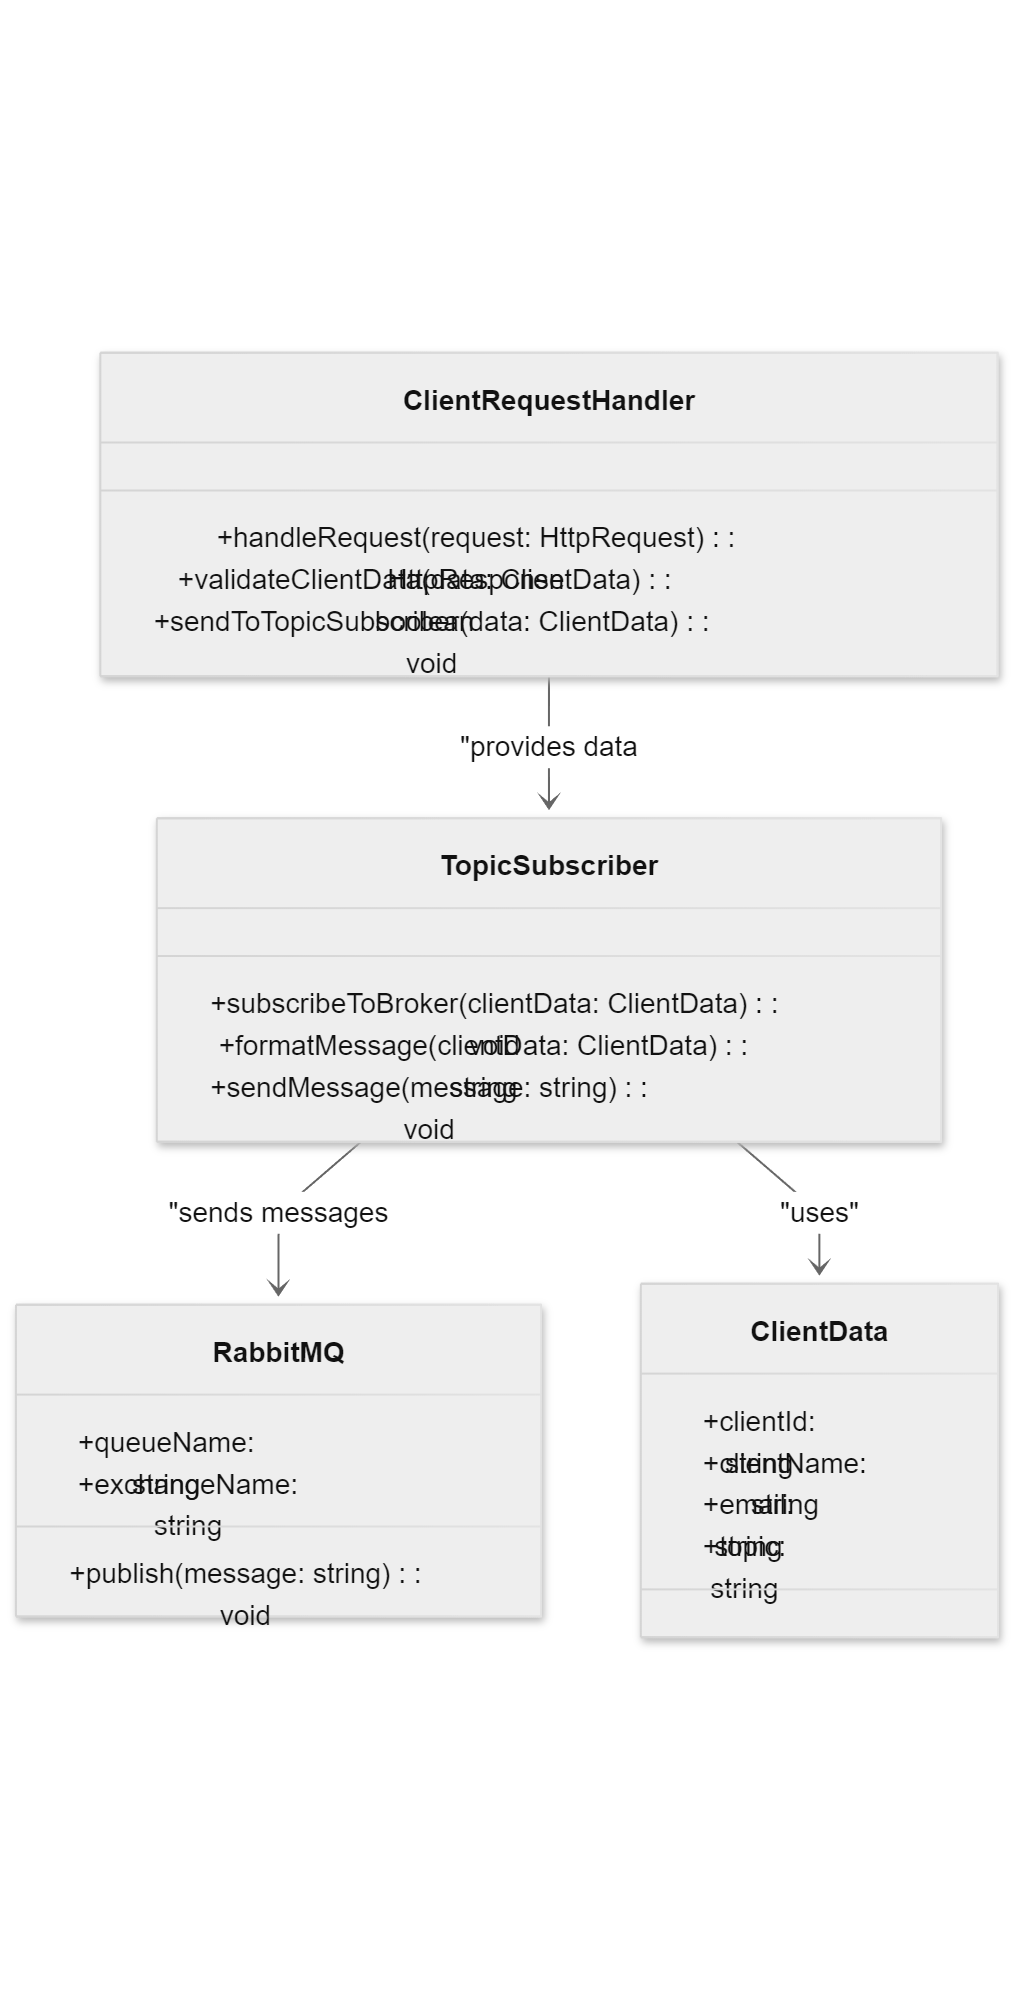 ClientRequestHandler
+handleRequest(request: HttpRequest) : :
HttpResponse
+validateClientData(data: ClientData) : :
boolean
+sendToTopicSubscriber(data: ClientData) : :
void
"provides data
TopicSubscriber
+subscribeToBroker(clientData: ClientData) : :
void
+formatMessage(clientData: ClientData) : :
string
+sendMessage(message: string) : :
void
"sends messages
"uses"
RabbitMQ
+queueName:
string
+exchangeName:
string
+publish(message: string) : :
void
ClientData
+clientId:
string
+clientName:
string
+email:
string
+topic:
string